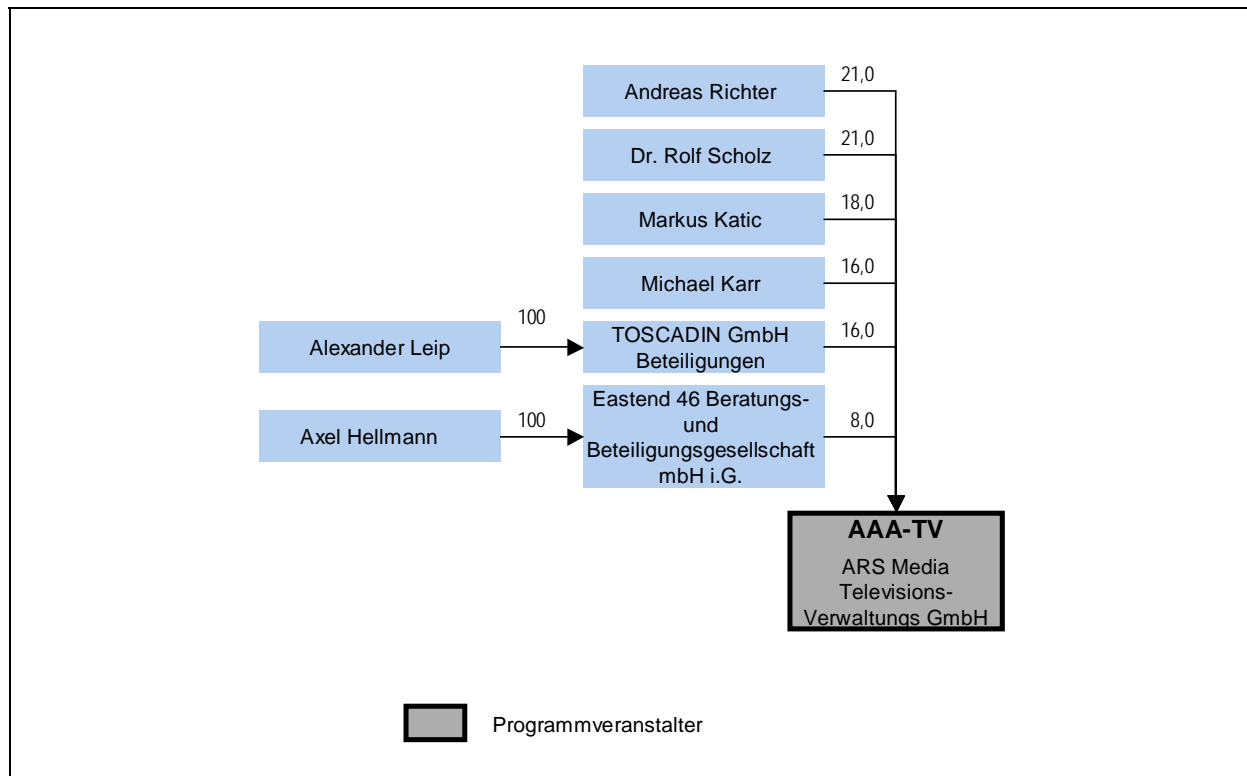 Andreas Richter
21,0
Dr. Rolf Scholz
21,0
Markus Katic
18,0
Michael Karr
16,0
Alexander Leip
100
TOSCADIN GmbH
Beteiligungen
16,0
Axel Hellmann
100
Eastend 46 Beratungs-
und
Beteiligungsgesellschaft
mbH i.G.
8,0
AAA-TV
ARS Media
Televisions-
Verwaltungs GmbH
Programmveranstalter